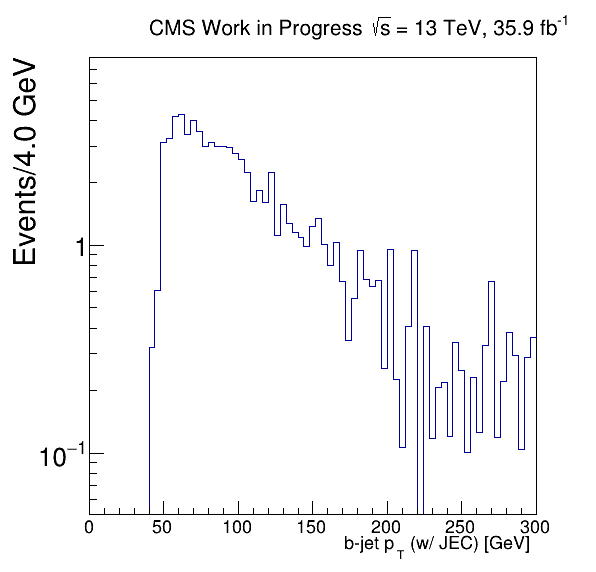 CMS Work in Progress √s = 13 TeV, 35.9 fb⁻¹
Events/4.0 GeV
1
10⁻¹
0 50 100 150 200 250 300
b-jet p_T (w/ JEC) [GeV]